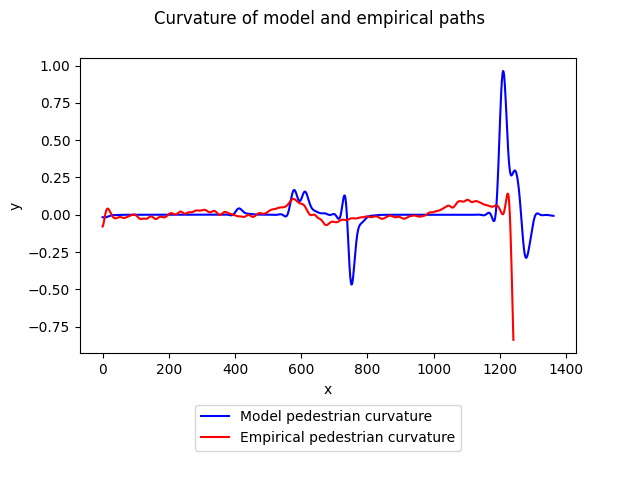 Curvature of model and empirical paths
1.00
0.75
0.50
0.25
0.00
−0.25
−0.50
−0.75
y
0 200 400 600 800 1000 1200 1400
x
Model pedestrian curvature
Empirical pedestrian curvature